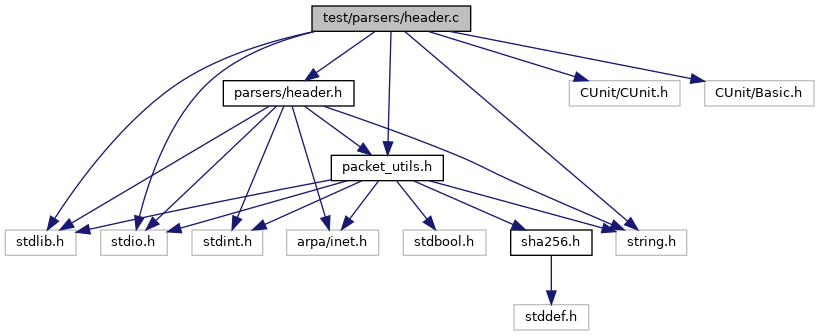 test/parsers/header.c
parsers/header.h
CUnit/CUnit.h
CUnit/Basic.h
packet_utils.h
stdlib.h
stdio.h
stdint.h
arpa/inet.h
stdbool.h
sha256.h
string.h
stddef.h